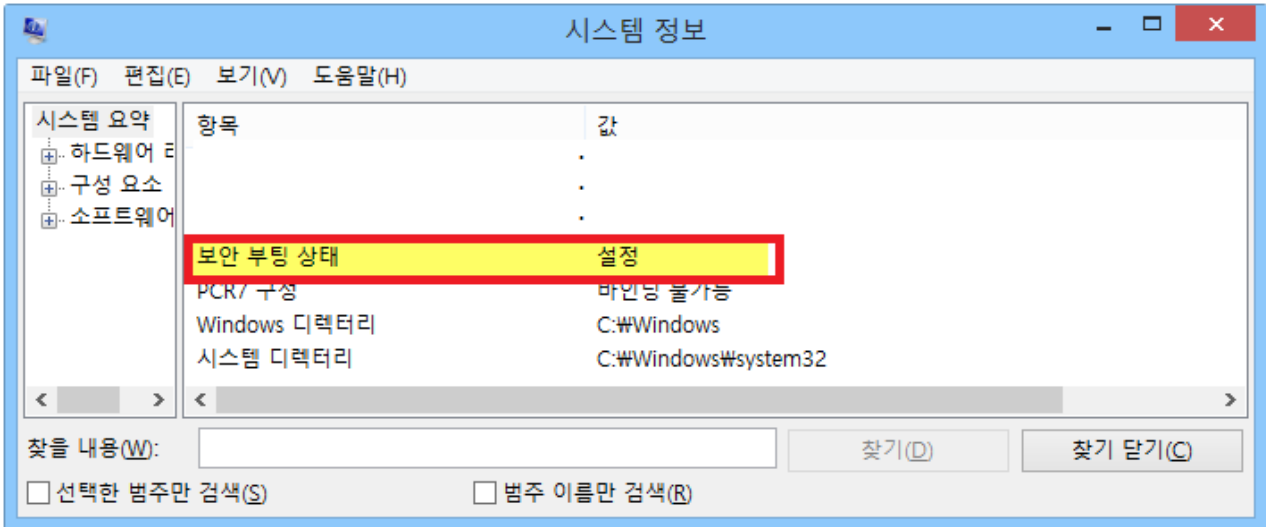 시스템 정보
파일(F) 편집(E) 보기(V) 도움말(H)
시스템 요약
하드웨어
구성 요소
소프트웨어
항목 값
.
.
.
보안 부팅 상태 설정
PCR7 구성 바인딩 불가능
Windows 디렉터리 C:₩Windows
시스템 디렉터리 C:₩Windows₩system32
찾을 내용(W): 찾기(D) 찾기 닫기(C)
선택한 범주만 검색(S) 범주 이름만 검색(R)